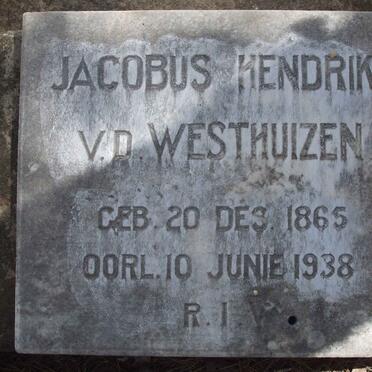 JACOBUS HENDRIK
V.D. WESTHUIZEN
GEB. 20 DES. 1865
OORL. 10 JUNIE 1938
R. I. V.